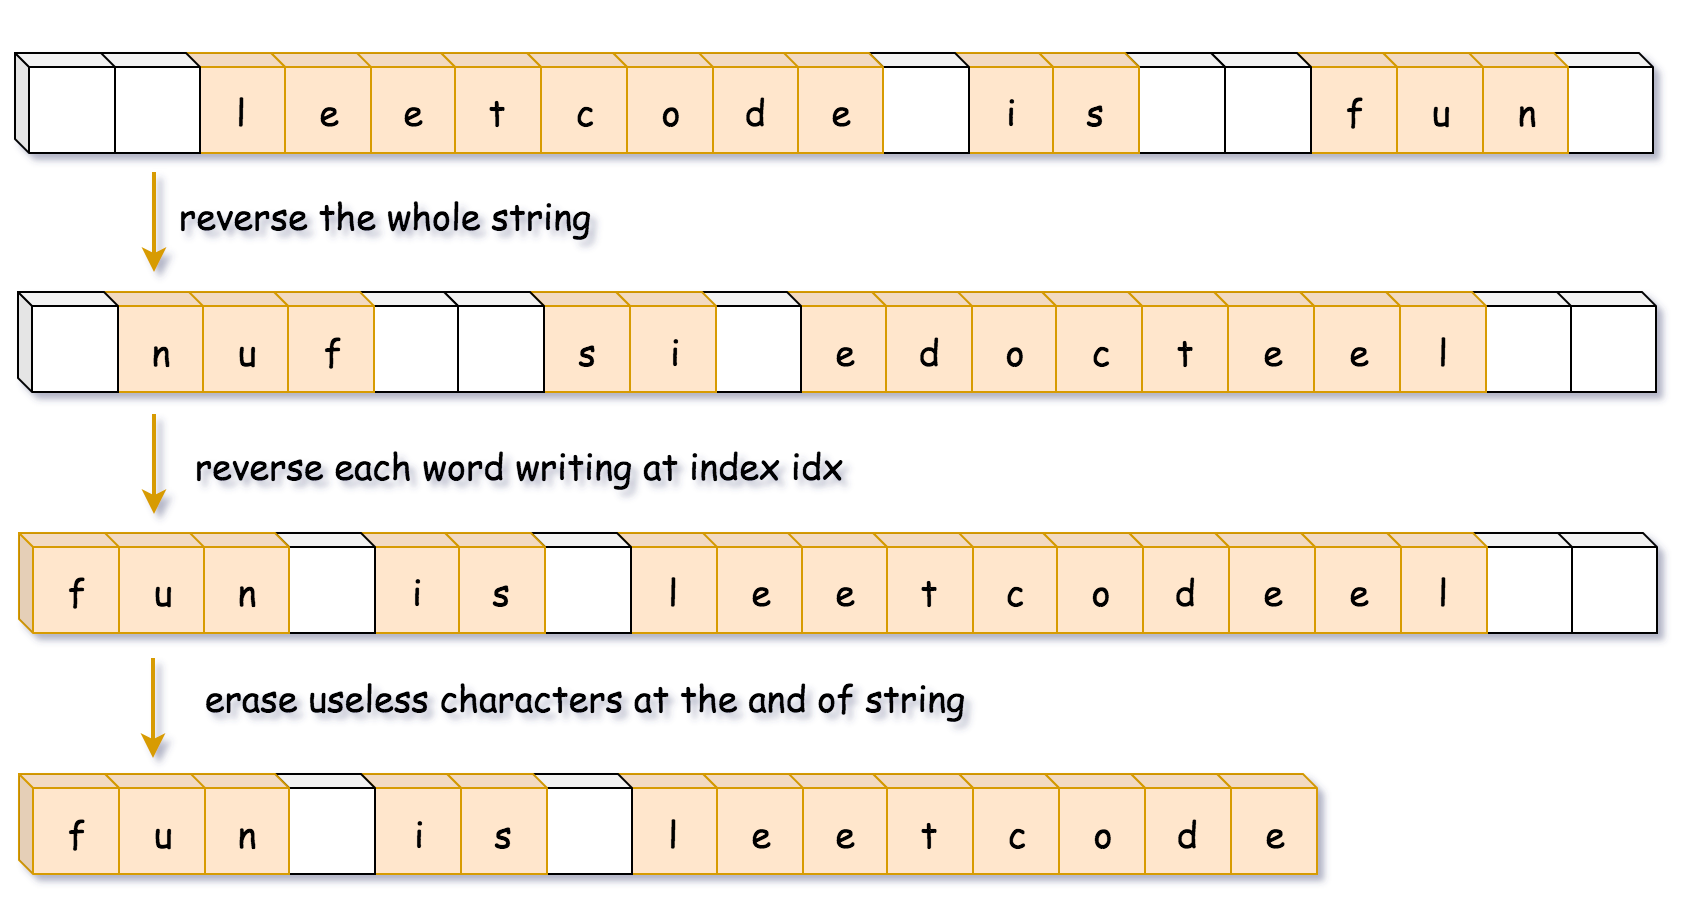 l e e t c o d e i s f u n
reverse the whole string
n u f s i e d o c t e e l
reverse each word writing at index idx
f u n i s l e e t c o d e e l
erase useless characters at the and of string
f u n i s l e e t c o d e